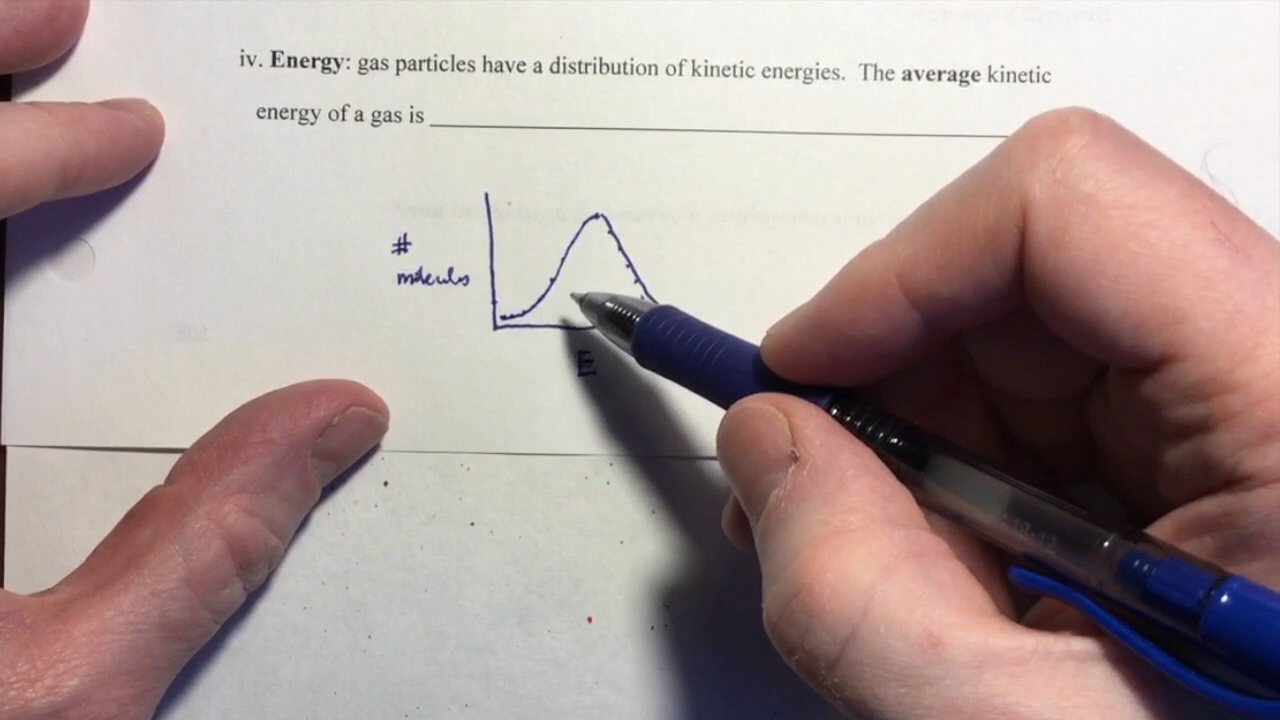 iv. Energy: gas particles have a distribution of kinetic energies. The average kinetic
energy of a gas is
#
molecules
E